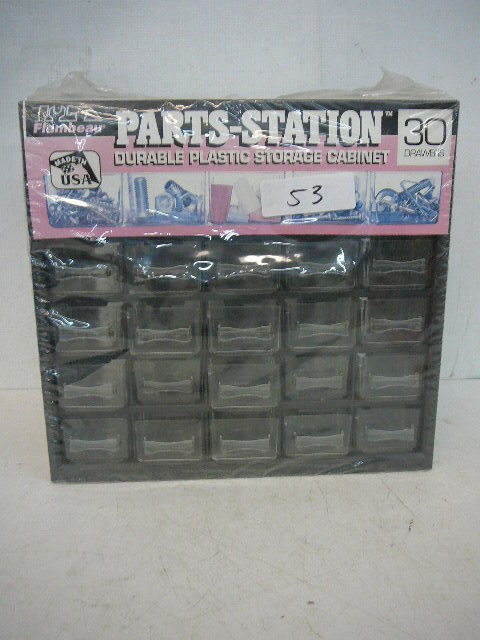 Flambeau
PARTS-STATION™
30
DRAWERS
DURABLE PLASTIC STORAGE CABINET
MADE IN
USA
53